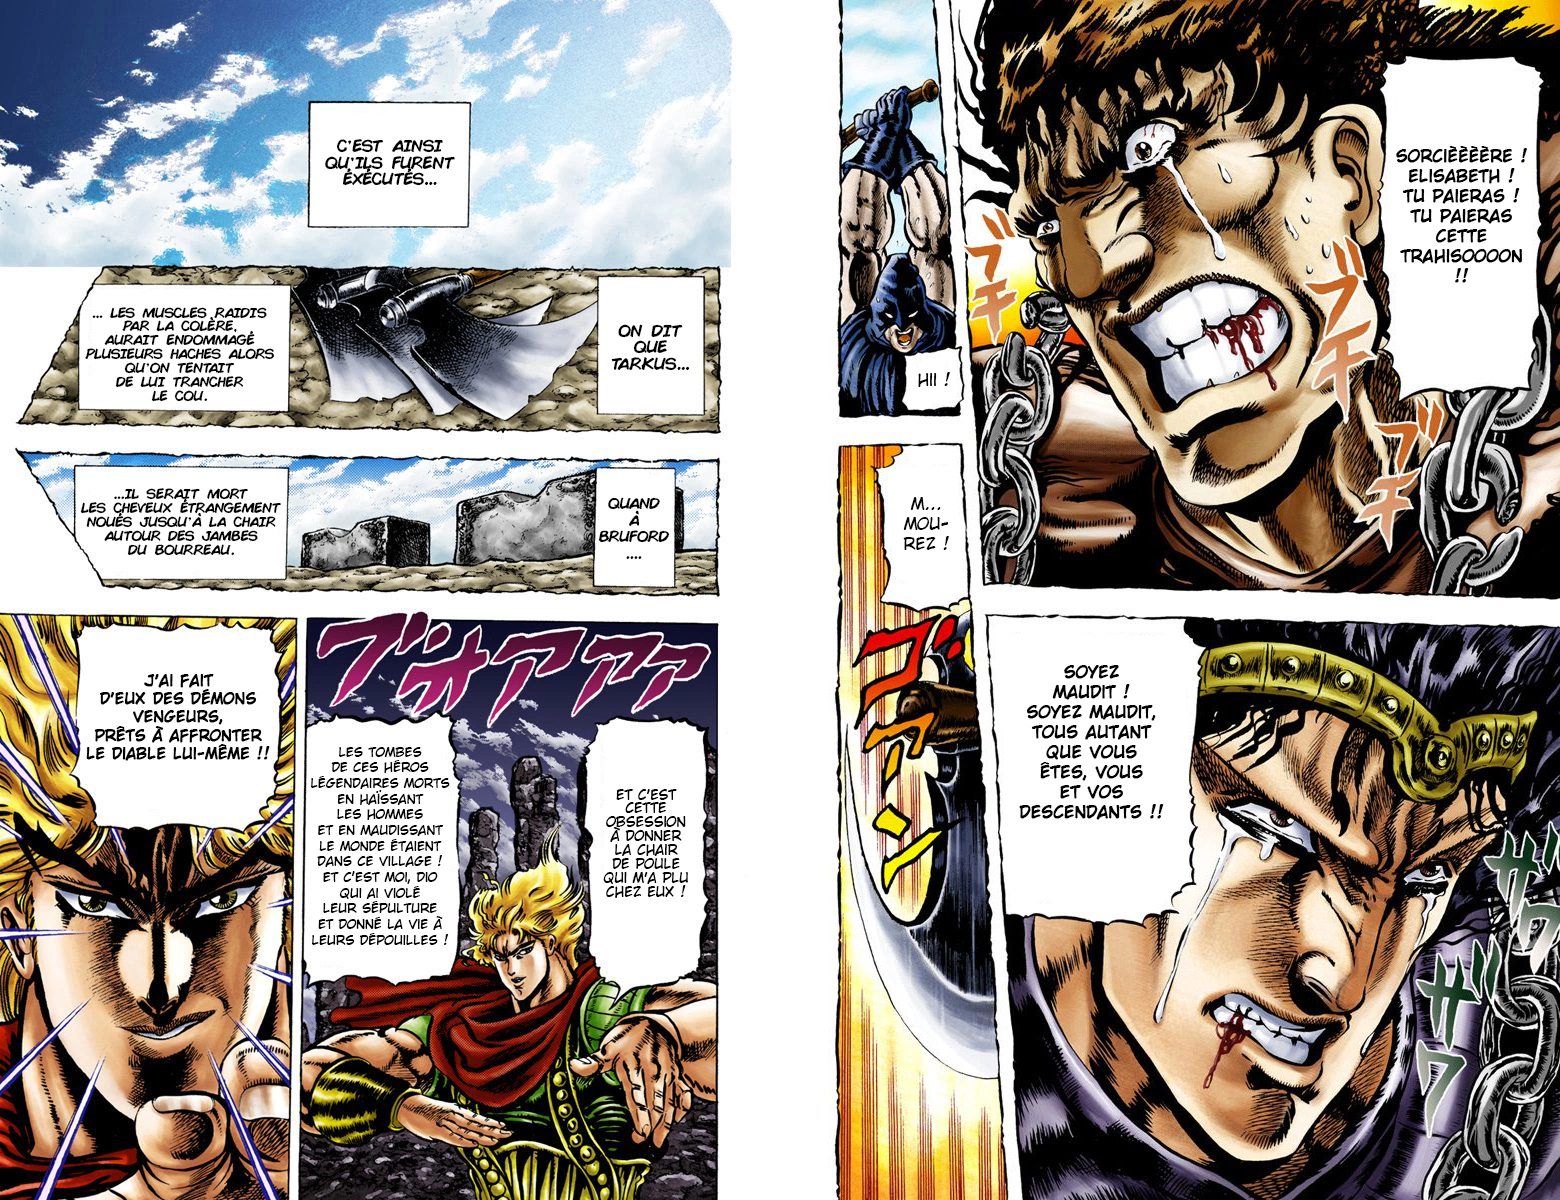 SORCIÈÈÈÈRE !
ELISABETH !
TU PAIERAS !
TU PAIERAS
CETTE
TRAHISOOOON
!!
ブチ
ブチ
ブチ
HII !
SOYEZ
MAUDIT !
SOYEZ MAUDIT,
TOUS AUTANT
QUE VOUS
ÊTES, VOUS
ET VOS
DESCENDANTS !!
ザワ
ザワ
M...
MOU-
REZ !
C'EST AINSI
QU'ILS FURENT
ÉXÉCUTÉS...
ON DIT
QUE
TARKUS...
... LES MUSCLES RAIDIS
PAR LA COLÈRE,
AURAIT ENDOMMAGÉ
PLUSIEURS HACHES ALORS
QU'ON TENTAIT
DE LUI TRANCHER
LE COU.
QUAND
À
BRUFORD
....
...IL SERAIT MORT
LES CHEVEUX ÉTRANGEMENT
NOUÉS JUSQU'À LA CHAIR
AUTOUR DES JAMBES
DU BOURREAU.
ブォアアァ
ET C'EST
CETTE
OBSESSION
À DONNER
LA CHAIR
DE POULE
QUI M'A PLU
CHEZ EUX !
LES TOMBES
DE CES HÉROS
LÉGENDAIRES MORTS
EN HAÏSSANT
LES HOMMES
ET EN MAUDISSANT
LE MONDE ÉTAIENT
DANS CE VILLAGE !
ET C'EST MOI, DIO
QUI AI VIOLÉ
LEUR SÉPULTURE
ET DONNÉ LA VIE À
LEURS DÉPOUILLES !
J'AI FAIT
D'EUX DES DÉMONS
VENGEURS,
PRÊTS À AFFRONTER
LE DIABLE LUI-MÊME !!